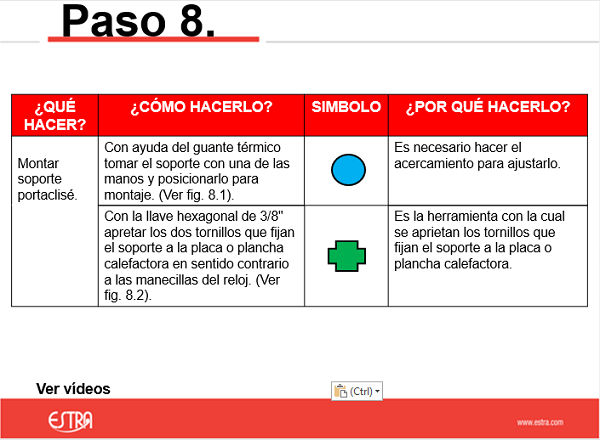 Paso 8.
¿QUÉ
HACER?
¿CÓMO HACERLO?
SIMBOLO
¿POR QUÉ HACERLO?
Montar
soporte
portaclisé.
Con ayuda del guante térmico
tomar el soporte con una de las
manos y posicionarlo para
montaje. (Ver fig. 8.1).
Es necesario hacer el
acercamiento para ajustarlo.
Con la llave hexagonal de 3/8"
apretar los dos tornillos que fijan
el soporte a la placa o plancha
calefactora en sentido contrario
a las manecillas del reloj. (Ver
fig. 8.2).
Es la herramienta con la cual
se aprietan los tornillos que
fijan el soporte a la placa o
plancha calefactora.
Ver vídeos
(Ctrl)
ESTRA
www.estra.com